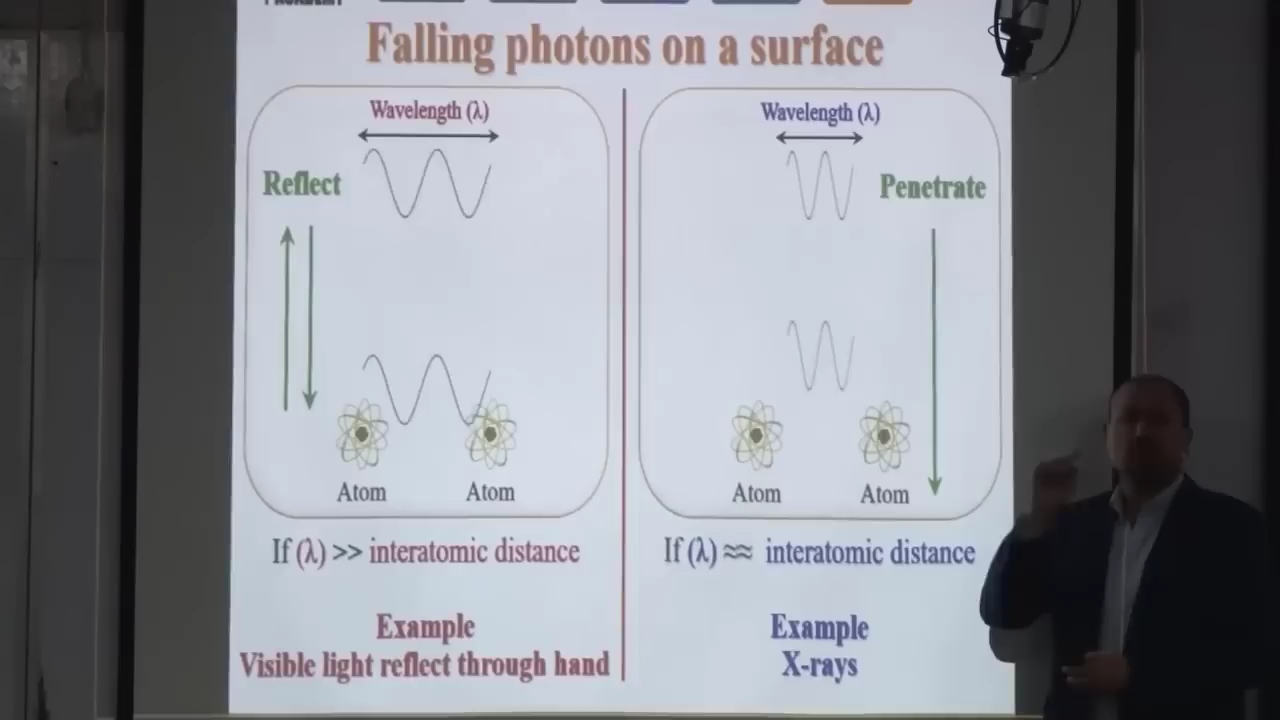 Falling photons on a surface
Wavelength (λ)
Reflect
Atom Atom
If (λ) >> interatomic distance
Example
Visible light reflect through hand
Wavelength (λ)
Penetrate
Atom Atom
If (λ) ≈≈ interatomic distance
Example
X-rays